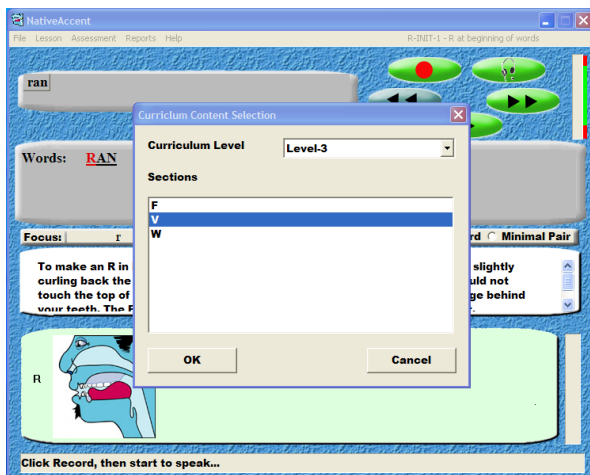 NativeAccent
File Lesson Assessment Reports Help R-INIT-1 - R at beginning of words
ran
Curriclum Content Selection
Curriculum Level Level-3
Sections
F
V
W
OK Cancel
Words: RAN
Focus: r
rd Minimal Pair
To make an R in slightly
curling back the uld not
touch the top of ge behind
your teeth. The
R
Click Record, then start to speak...